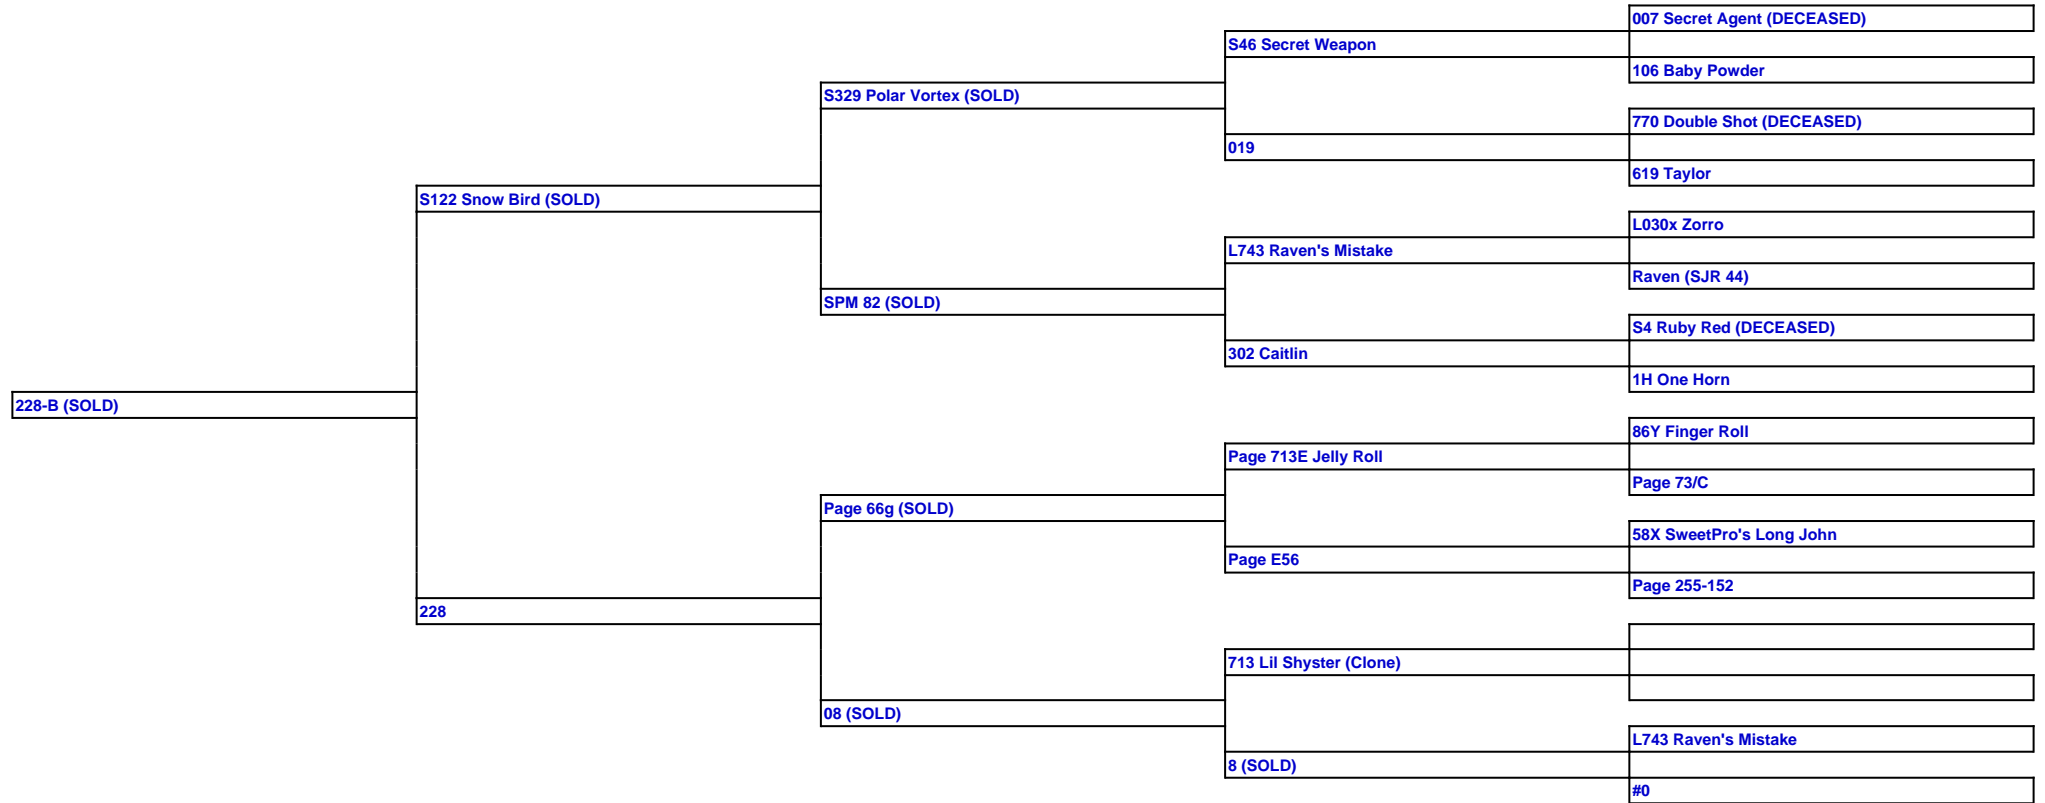 007 Secret Agent (DECEASED)
S46 Secret Weapon
106 Baby Powder
S329 Polar Vortex (SOLD)
770 Double Shot (DECEASED)
019
619 Taylor
S122 Snow Bird (SOLD)
L030x Zorro
L743 Raven's Mistake
Raven (SJR 44)
SPM 82 (SOLD)
S4 Ruby Red (DECEASED)
302 Caitlin
1H One Horn
228-B (SOLD)
86Y Finger Roll
Page 713E Jelly Roll
Page 73/C
Page 66g (SOLD)
58X SweetPro's Long John
Page E56
Page 255-152
228
713 Lil Shyster (Clone)
08 (SOLD)
L743 Raven's Mistake
8 (SOLD)
#0